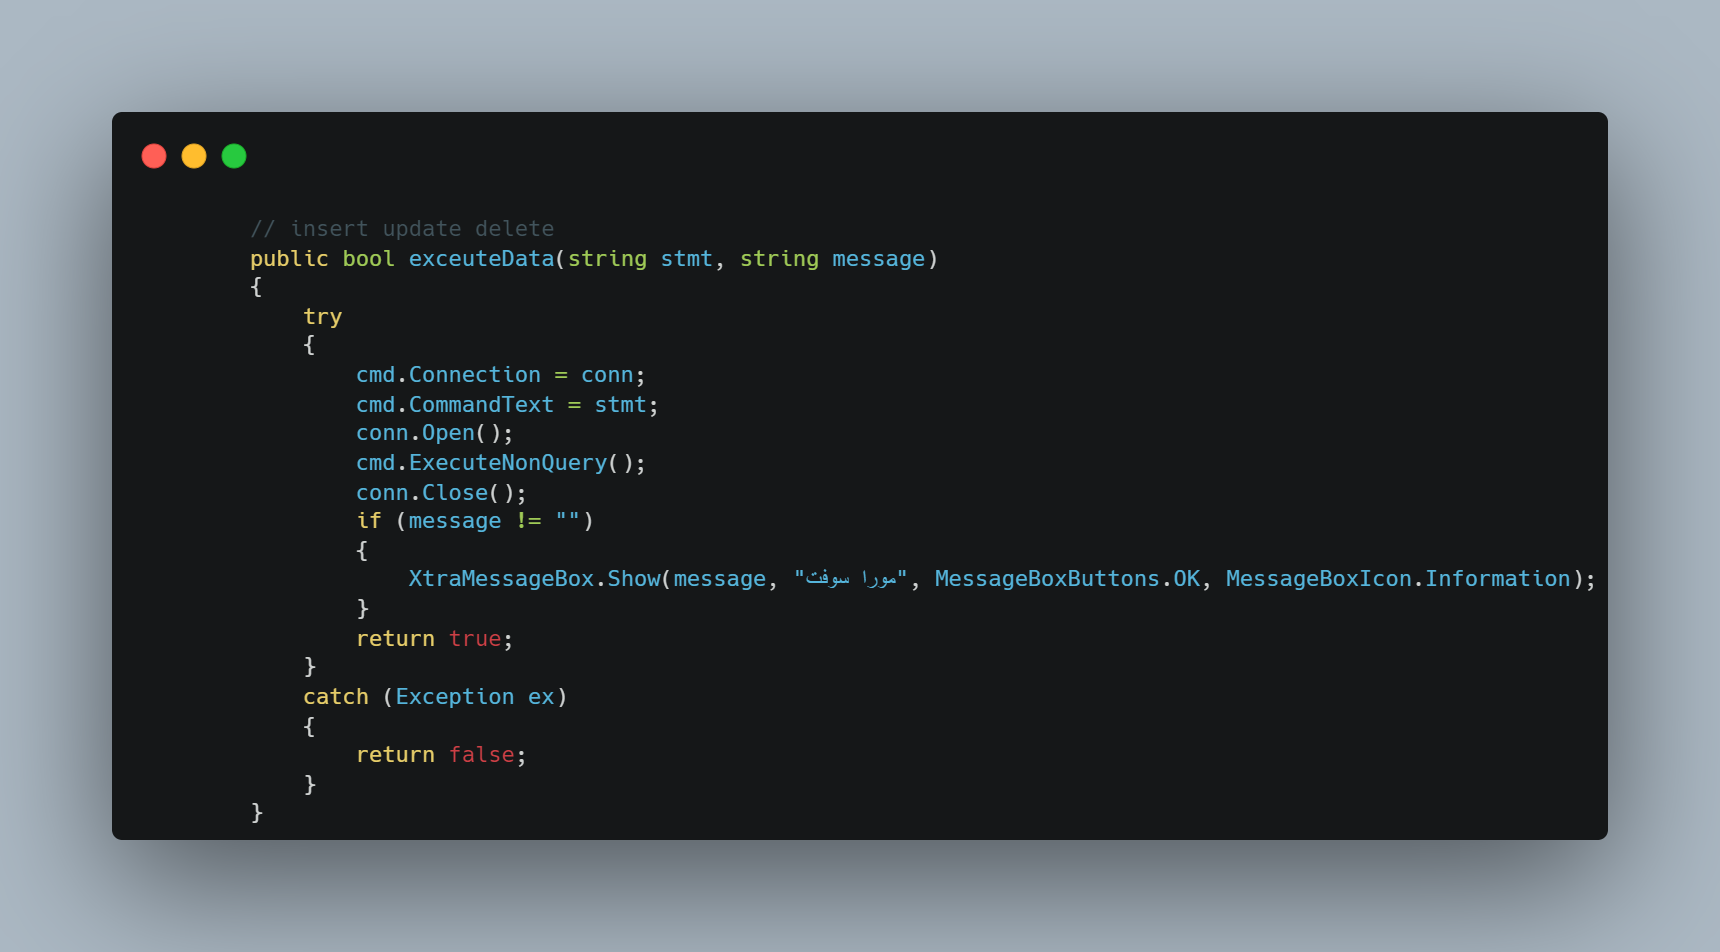 // insert update delete
public bool exceuteData(string stmt, string message)
{
try
{
cmd.Connection = conn;
cmd.CommandText = stmt;
conn.Open();
cmd.ExecuteNonQuery();
conn.Close();
if (message != "")
{
XtraMessageBox.Show(message, "مورا سوفت", MessageBoxButtons.OK, MessageBoxIcon.Information);
}
return true;
}
catch (Exception ex)
{
return false;
}
}